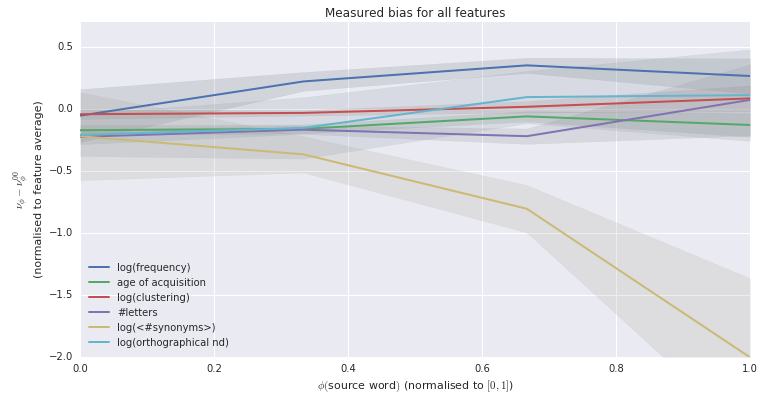 Measured bias for all features
0.5
0.0
−0.5
−1.0
−1.5
−2.0
ν_ϕ − ν_ϕ^00
(normalised to feature average)
log(frequency)
age of acquisition
log(clustering)
#letters
log(<#synonyms>)
log(orthographical nd)
0.0 0.2 0.4 0.6 0.8 1.0
ϕ(source word) (normalised to [0, 1])